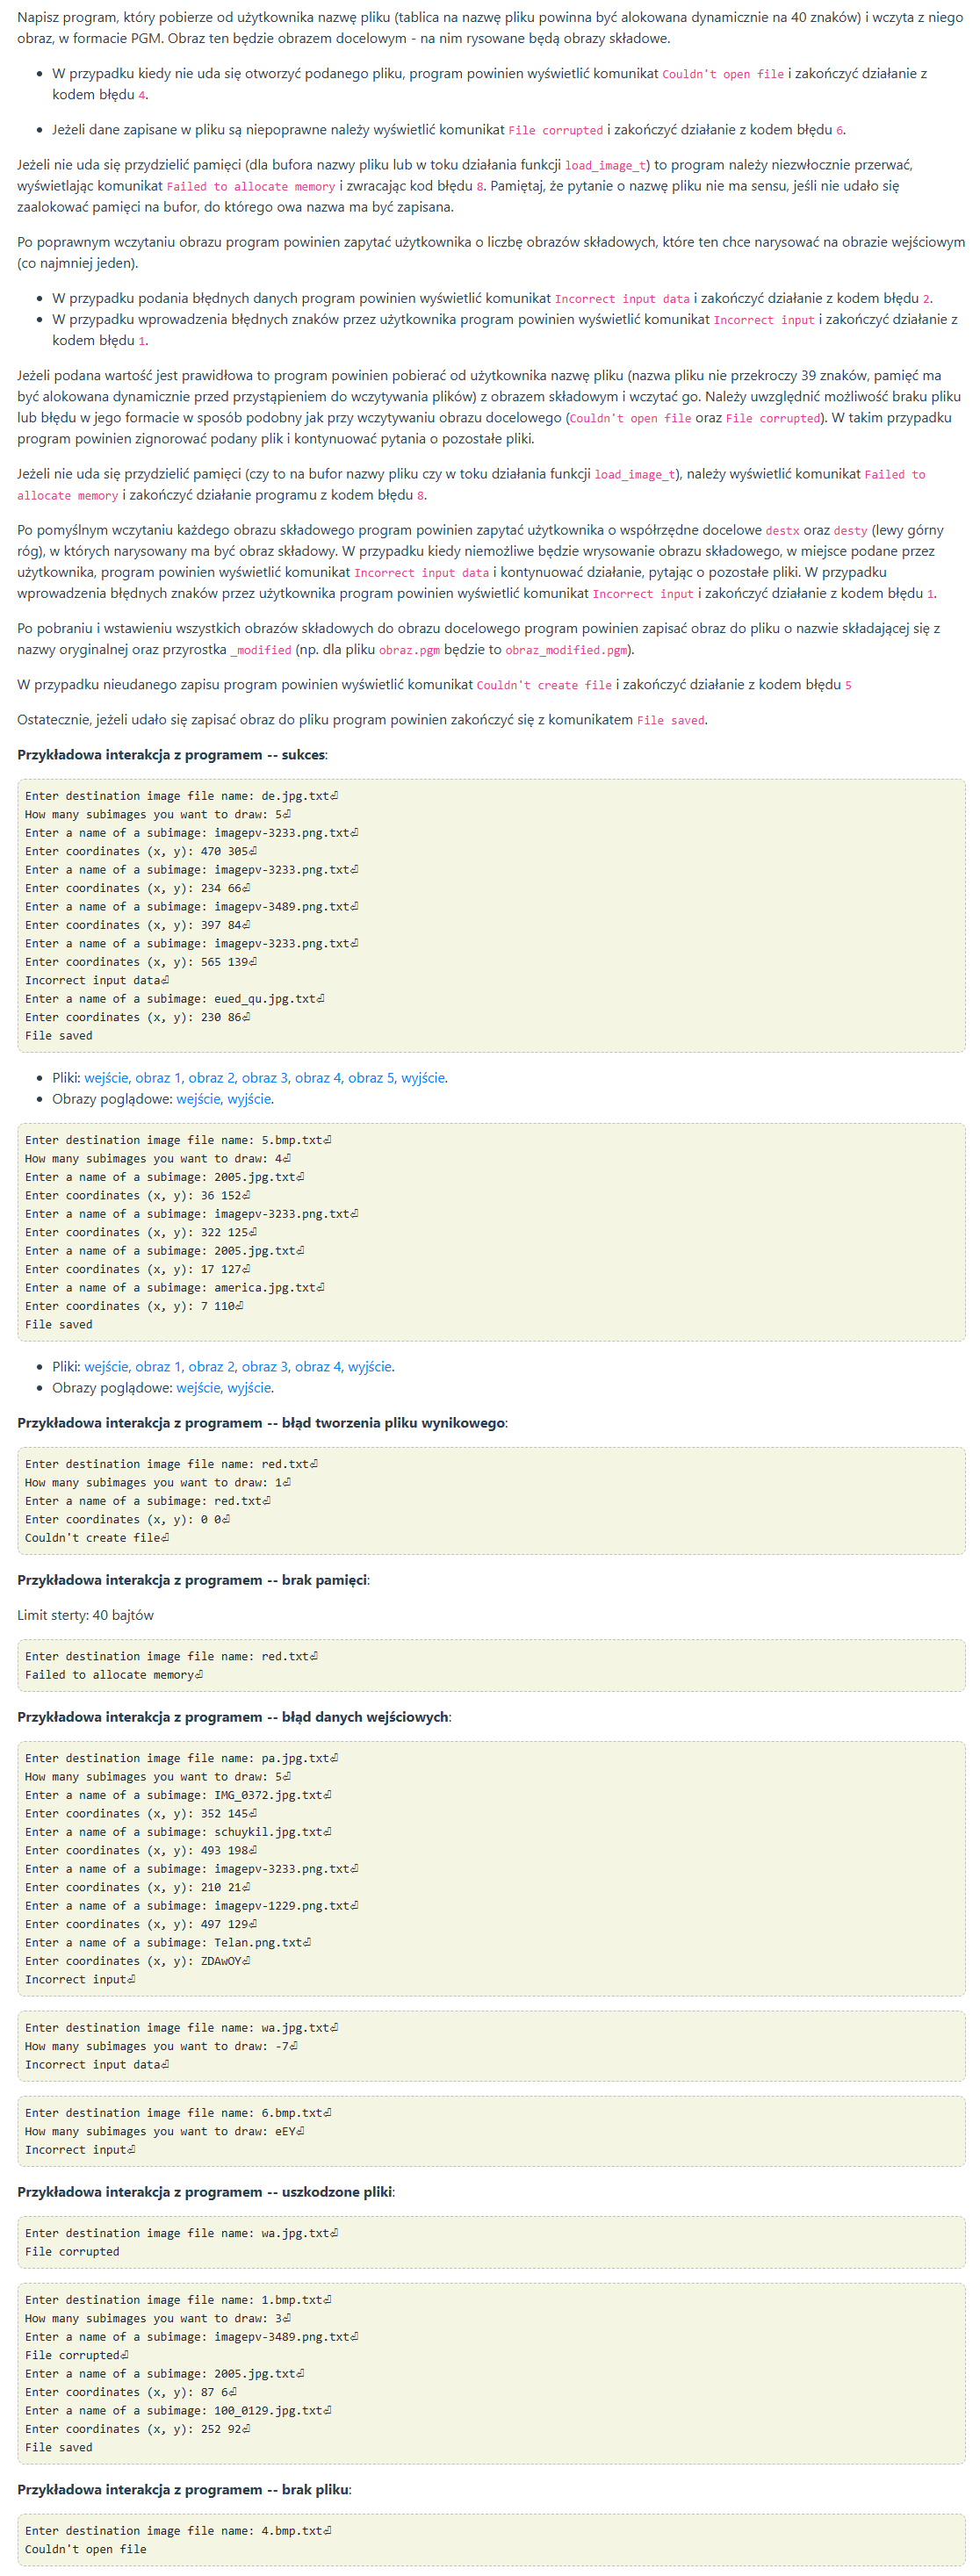 Napisz program, który pobierze od użytkownika nazwę pliku (tablica na nazwę pliku powinna być alokowana dynamicznie na 40 znaków) i wczyta z niego
obraz, w formacie PGM. Obraz ten będzie obrazem docelowym - na nim rysowane będą obrazy składowe.
• W przypadku kiedy nie uda się otworzyć podanego pliku, program powinien wyświetlić komunikat Couldn't open file i zakończyć działanie z
kodem błędu 4.
• Jeżeli dane zapisane w pliku są niepoprawne należy wyświetlić komunikat File corrupted i zakończyć działanie z kodem błędu 6.
Jeżeli nie uda się przydzielić pamięci (dla bufora nazwy pliku lub w toku działania funkcji load_image_t) to program należy niezwłocznie przerwać,
wyświetlając komunikat Failed to allocate memory i zwracając kod błędu 8. Pamiętaj, że pytanie o nazwę pliku nie ma sensu, jeśli nie udało się
zaalokować pamięci na bufor, do którego owa nazwa ma być zapisana.
Po poprawnym wczytaniu obrazu program powinien zapytać użytkownika o liczbę obrazów składowych, które ten chce narysować na obrazie wejściowym
(co najmniej jeden).
• W przypadku podania błędnych danych program powinien wyświetlić komunikat Incorrect input data i zakończyć działanie z kodem błędu 2.
• W przypadku wprowadzenia błędnych znaków przez użytkownika program powinien wyświetlić komunikat Incorrect input i zakończyć działanie z
kodem błędu 1.
Jeżeli podana wartość jest prawidłowa to program powinien pobierać od użytkownika nazwę pliku (nazwa pliku nie przekroczy 39 znaków, pamięć ma
być alokowana dynamicznie przed przystąpieniem do wczytywania plików) z obrazem składowym i wczytać go. Należy uwzględnić możliwość braku pliku
lub błędu w jego formacie w sposób podobny jak przy wczytywaniu obrazu docelowego (Couldn't open file oraz File corrupted). W takim przypadku
program powinien zignorować podany plik i kontynuować pytania o pozostałe pliki.
Jeżeli nie uda się przydzielić pamięci (czy to na bufor nazwy pliku czy w toku działania funkcji load_image_t), należy wyświetlić komunikat Failed to
allocate memory i zakończyć działanie programu z kodem błędu 8.
Po pomyślnym wczytaniu każdego obrazu składowego program powinien zapytać użytkownika o współrzędne docelowe destx oraz desty (lewy górny
róg), w których narysowany ma być obraz składowy. W przypadku kiedy niemożliwe będzie wrysowanie obrazu składowego, w miejsce podane przez
użytkownika, program powinien wyświetlić komunikat Incorrect input data i kontynuować działanie, pytając o pozostałe pliki. W przypadku
wprowadzenia błędnych znaków przez użytkownika program powinien wyświetlić komunikat Incorrect input i zakończyć działanie z kodem błędu 1.
Po pobraniu i wstawieniu wszystkich obrazów składowych do obrazu docelowego program powinien zapisać obraz do pliku o nazwie składającej się z
nazwy oryginalnej oraz przyrostka _modified (np. dla pliku obraz.pgm będzie to obraz_modified.pgm).
W przypadku nieudanego zapisu program powinien wyświetlić komunikat Couldn't create file i zakończyć działanie z kodem błędu 5
Ostatecznie, jeżeli udało się zapisać obraz do pliku program powinien zakończyć się z komunikatem File saved.
Przykładowa interakcja z programem -- sukces:
Enter destination image file name: de.jpg.txt⏎
How many subimages you want to draw: 5⏎
Enter a name of a subimage: imagepv-3233.png.txt⏎
Enter coordinates (x, y): 470 305⏎
Enter a name of a subimage: imagepv-3233.png.txt⏎
Enter coordinates (x, y): 234 66⏎
Enter a name of a subimage: imagepv-3489.png.txt⏎
Enter coordinates (x, y): 397 84⏎
Enter a name of a subimage: imagepv-3233.png.txt⏎
Enter coordinates (x, y): 565 139⏎
Incorrect input data⏎
Enter a name of a subimage: eued_qu.jpg.txt⏎
Enter coordinates (x, y): 230 86⏎
File saved
• Pliki: wejście, obraz 1, obraz 2, obraz 3, obraz 4, obraz 5, wyjście.
• Obrazy poglądowe: wejście, wyjście.
Enter destination image file name: 5.bmp.txt⏎
How many subimages you want to draw: 4⏎
Enter a name of a subimage: 2005.jpg.txt⏎
Enter coordinates (x, y): 36 152⏎
Enter a name of a subimage: imagepv-3233.png.txt⏎
Enter coordinates (x, y): 322 125⏎
Enter a name of a subimage: 2005.jpg.txt⏎
Enter coordinates (x, y): 17 127⏎
Enter a name of a subimage: america.jpg.txt⏎
Enter coordinates (x, y): 7 110⏎
File saved
• Pliki: wejście, obraz 1, obraz 2, obraz 3, obraz 4, wyjście.
• Obrazy poglądowe: wejście, wyjście.
Przykładowa interakcja z programem -- błąd tworzenia pliku wynikowego:
Enter destination image file name: red.txt⏎
How many subimages you want to draw: 1⏎
Enter a name of a subimage: red.txt⏎
Enter coordinates (x, y): 0 0⏎
Couldn't create file⏎
Przykładowa interakcja z programem -- brak pamięci:
Limit sterty: 40 bajtów
Enter destination image file name: red.txt⏎
Failed to allocate memory⏎
Przykładowa interakcja z programem -- błąd danych wejściowych:
Enter destination image file name: pa.jpg.txt⏎
How many subimages you want to draw: 5⏎
Enter a name of a subimage: IMG_0372.jpg.txt⏎
Enter coordinates (x, y): 352 145⏎
Enter a name of a subimage: schuykil.jpg.txt⏎
Enter coordinates (x, y): 493 198⏎
Enter a name of a subimage: imagepv-3233.png.txt⏎
Enter coordinates (x, y): 210 21⏎
Enter a name of a subimage: imagepv-1229.png.txt⏎
Enter coordinates (x, y): 497 129⏎
Enter a name of a subimage: Telan.png.txt⏎
Enter coordinates (x, y): ZDAwOY⏎
Incorrect input⏎
Enter destination image file name: wa.jpg.txt⏎
How many subimages you want to draw: -7⏎
Incorrect input data⏎
Enter destination image file name: 6.bmp.txt⏎
How many subimages you want to draw: eEY⏎
Incorrect input⏎
Przykładowa interakcja z programem -- uszkodzone pliki:
Enter destination image file name: wa.jpg.txt⏎
File corrupted
Enter destination image file name: 1.bmp.txt⏎
How many subimages you want to draw: 3⏎
Enter a name of a subimage: imagepv-3489.png.txt⏎
File corrupted⏎
Enter a name of a subimage: 2005.jpg.txt⏎
Enter coordinates (x, y): 87 6⏎
Enter a name of a subimage: 100_0129.jpg.txt⏎
Enter coordinates (x, y): 252 92⏎
File saved
Przykładowa interakcja z programem -- brak pliku:
Enter destination image file name: 4.bmp.txt⏎
Couldn't open file